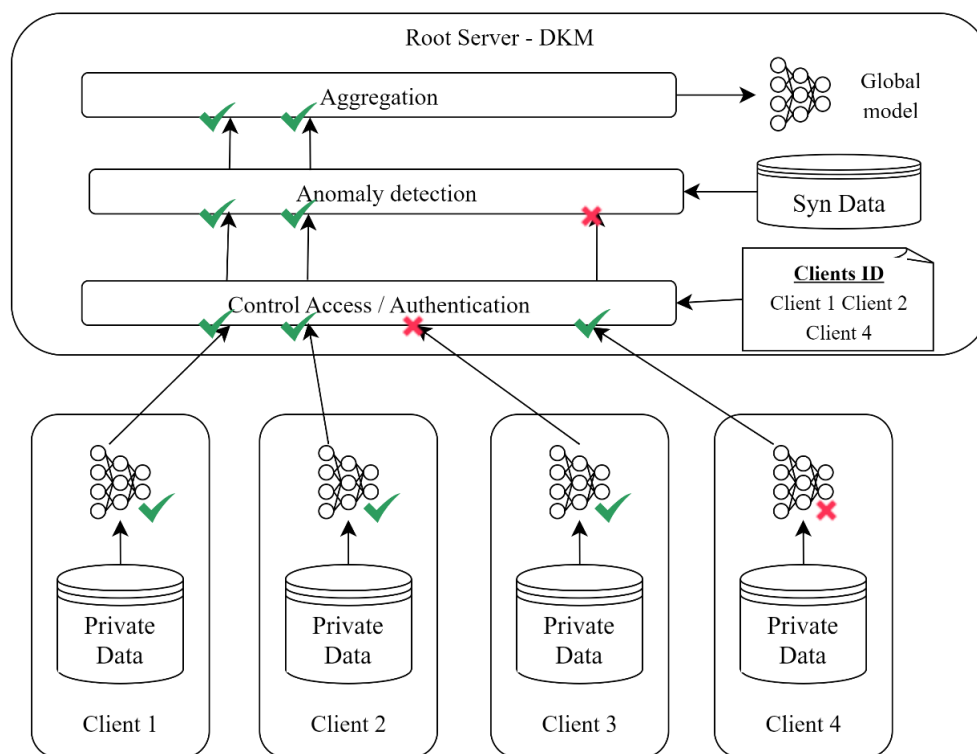 Root Server - DKM
Aggregation
Global
model
Anomaly detection
Syn Data
Clients ID
Client 1 Client 2
Client 4
Control Access / Authentication
Private
Data
Client 1
Private
Data
Client 2
Private
Data
Client 3
Private
Data
Client 4